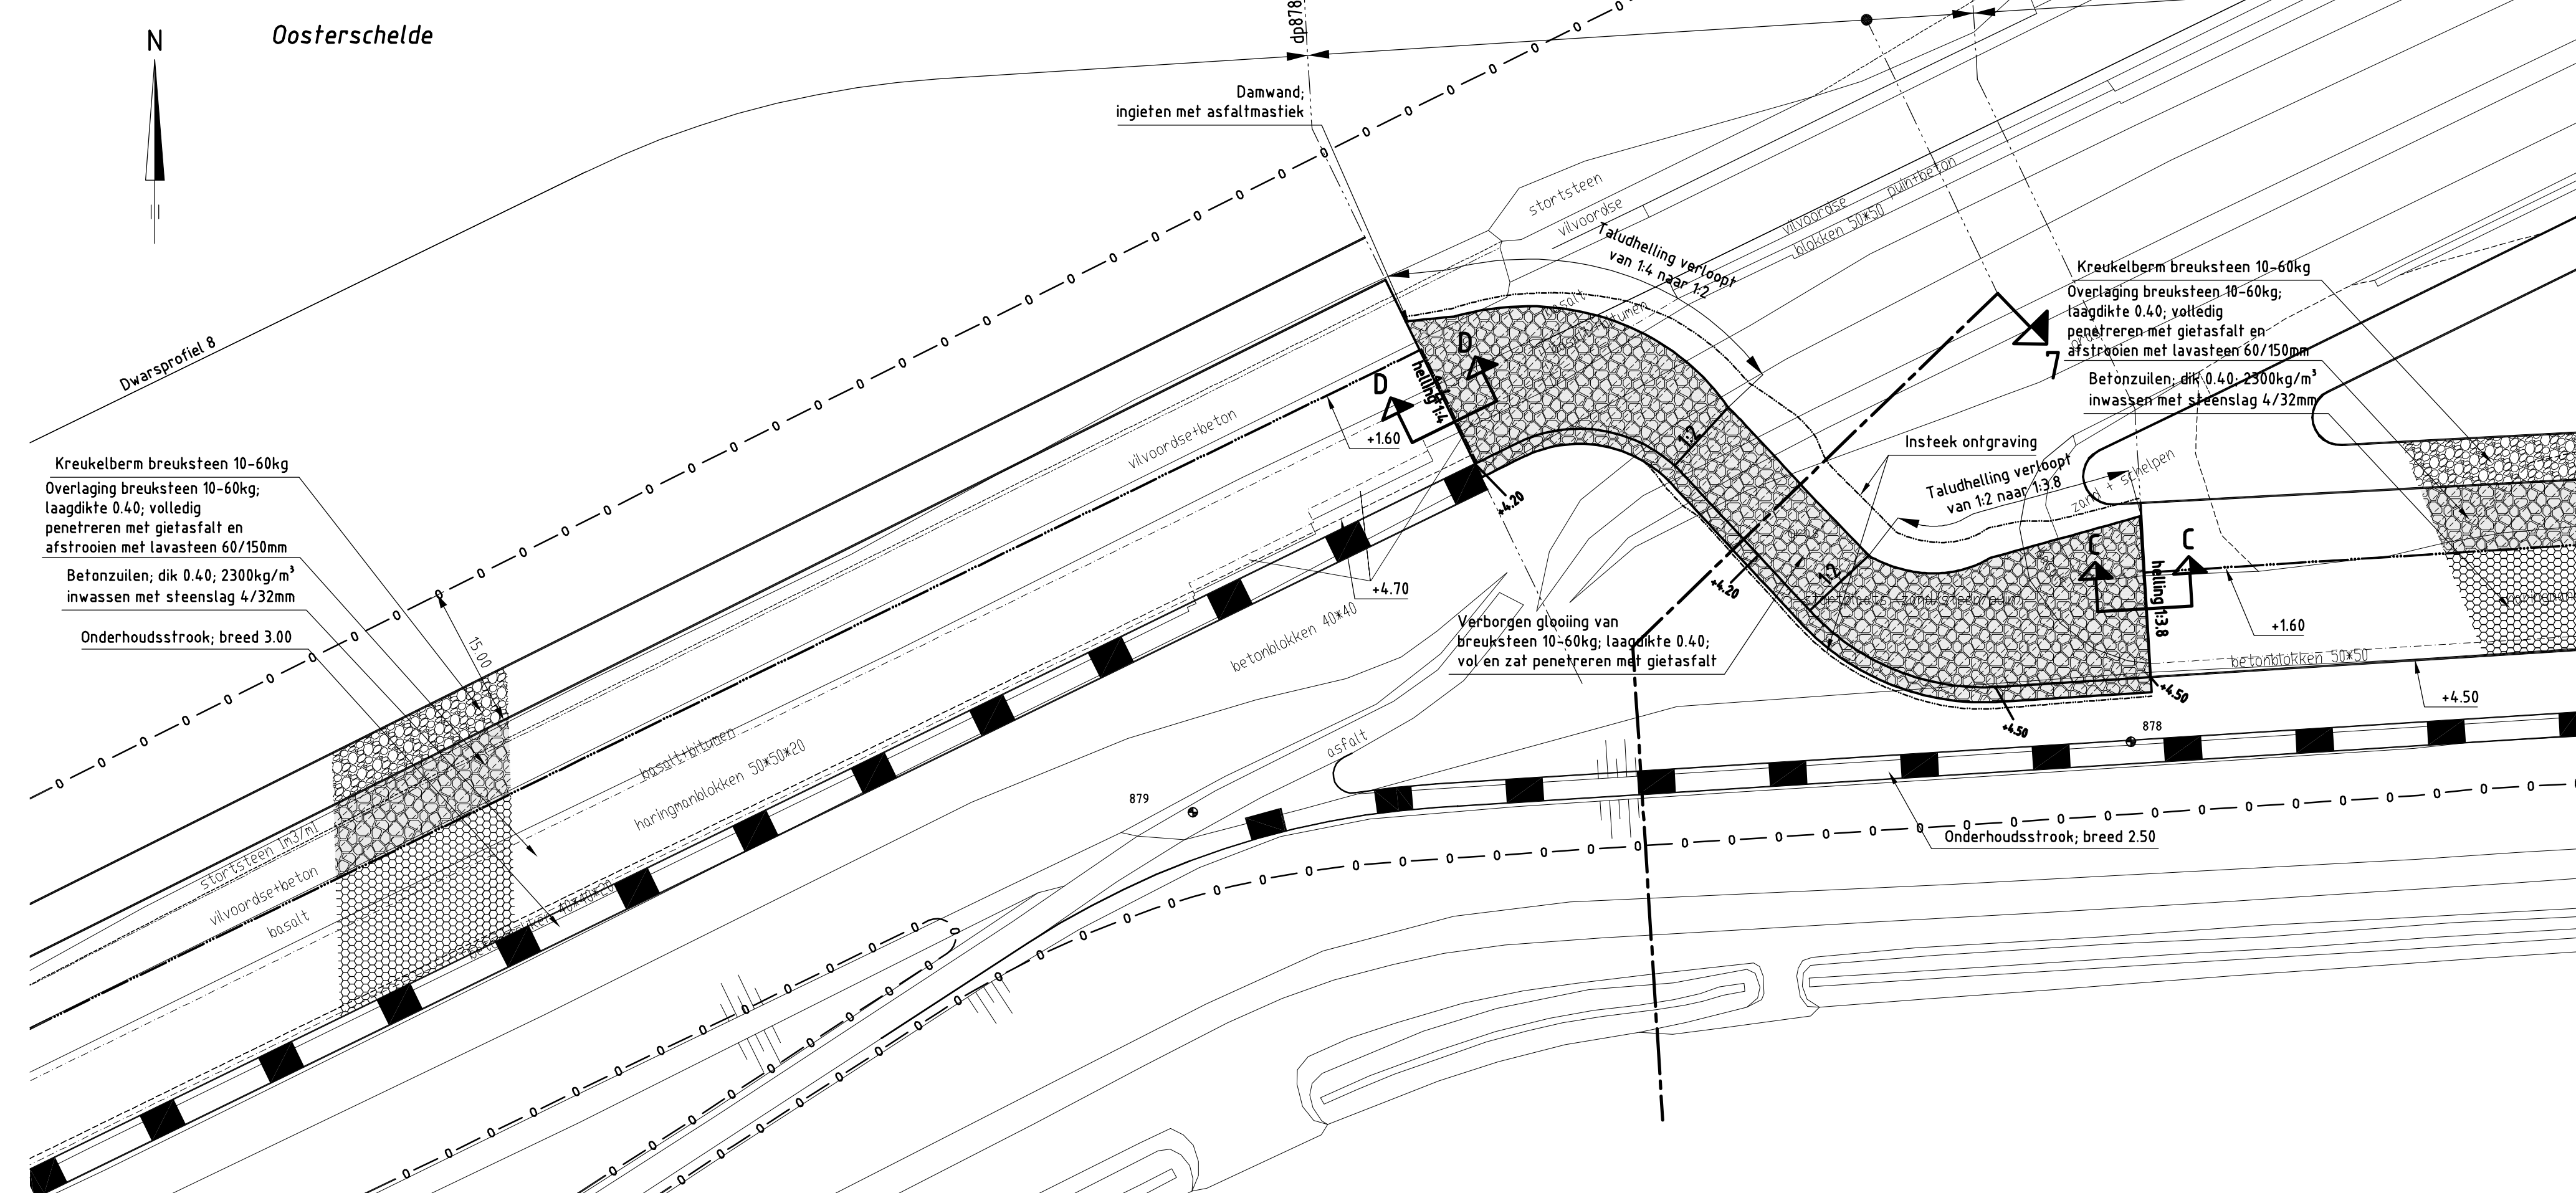 N
Oosterschelde
dp878
Damwand;
ingieten met asfaltmastiek
Dwarsprofiel 8
stortsteen
vilvoordse
Taludhelling verloopt
van 1:4 naar 1:2
vilvoordse
puin+beton
blokken 50*50
Kreukelberm breuksteen 10-60kg
Overlaging breuksteen 10-60kg;
laagdikte 0.40; volledig
penetreren met gietasfalt en
afstrooien met lavasteen 60/150mm
Betonzuilen; dik 0.40; 2300kg/m³
inwassen met steenslag 4/32mm
7
D
D
helling 1:4
+1.60
vilvoordse+beton
1:2
Insteek ontgraving
Taludhelling verloopt
van 1:2 naar 1:3.8
zand + schelpen
C
C
helling 1:3.8
+1.60
Kreukelberm breuksteen 10-60kg
Overlaging breuksteen 10-60kg;
laagdikte 0.40; volledig
penetreren met gietasfalt en
afstrooien met lavasteen 60/150mm
Betonzuilen; dik 0.40; 2300kg/m³
inwassen met steenslag 4/32mm
Onderhoudsstrook; breed 3.00
15.00
+4.20
+4.70
+4.20
1:2
betonblokken 40*40
Verborgen glooiing van
breuksteen 10-60kg; laagdikte 0.40;
vol en zat penetreren met gietasfalt
betonblokken 50*50
+4.50
+4.50
+4.50
878
asfalt
879
basalt+bitumen
haringmanblokken 50*50*20
Onderhoudsstrook; breed 2.50
stortsteen 1m3/m1
vilvoordse+beton
basalt
40*40*20